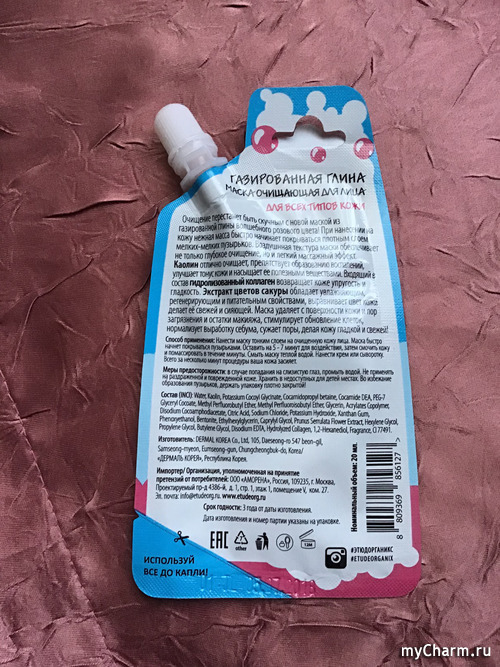 ГАЗИРОВАННАЯ ГЛИНА
МАСКА ОЧИЩАЮЩАЯ ДЛЯ ЛИЦА
ДЛЯ ВСЕХ ТИПОВ КОЖИ
Очищение перестанет быть скучным с новой маской из
газированной глины волшебного розового цвета! При нанесении на
кожу нежная маска быстро начинает покрываться плотным слоем
мелких-мелких пузырьков. Воздушная текстура маски обеспечивает
не только глубокое очищение, но и легкий массажный эффект.
Каолин отлично очищает, препятствует образованию воспалений,
улучшает тонус кожи и насыщает ее полезными веществами. Входящий в
состав гидролизованный коллаген возвращает коже упругость и
гладкость. Экстракт цветов сакуры обладает увлажняющим,
регенерирующим и питательным свойствами, выравнивает цвет кожи,
делает её свежей и сияющей. Маска удаляет с поверхности кожи и пор
загрязнения и остатки макияжа, стимулирует обновление клеток,
нормализует выработку себума, сужает поры, делая кожу гладкой и свежей!
Способ применения: Нанести маску тонким слоем на очищенную кожу лица. Маска быстро
начнет покрываться пузырьками. Оставить на 5 - 7 минут для воздействия, затем смочить кожу
и помассировать в течение минуты. Смыть маску теплой водой. Нанести крем или сыворотку.
Всего за несколько минут процедуры ваша кожа засияет.
Меры предосторожности: в случае попадания на слизистую глаз, промыть водой. Не применять
на раздраженной и поврежденной коже. Хранить в недоступных для детей местах. Во избежание
образования пузырьков, держать упаковку плотно закрытой!
Состав (INCI): Water, Kaolin, Potassium Cocoyl Glycinate, Cocamidopropyl betaine, Cocamide DEA, PEG-7
Glyceryl Cocoate, Methyl Perfluorobutyl Ether, Methyl Perfluoroisobutyl Ether, Glycerin, Acrylates Copolymer,
Disodium Cocoamphodiacetate, Citric Acid, Sodium Chloride, Potassium Hydroxide, Xanthan Gum,
Phenoxyethanol, Ethylhexylglycerin, Caprylyl Glycol, Prunus Serrulata Flower Extract, Hexylene Glycol,
Propylene Glycol, Butylene Glycol, Disodium EDTA, Hydrolyzed Collagen, 1,2-Hexanediol, Fragrance, CI 77491.
Изготовитель: DERMAL KOREA Co., Ltd, 105, Daeseong-ro 547 beon-gil,
Samseong-myeon, Eumseong-gun, Chungcheongbuk-do, Korea/
«ДЕРМАЛЬ КОРЕЯ», Республика Корея.
Импортер/ Организация, уполномоченная на принятие
претензий от потребителей: ООО «АМОРЕНА», Россия, 109235, г. Москва,
Проектируемый пр-д 4386-й, д. 1, стр. 1, этаж 1, помещение V, ком. 27.
Эл. почта: info@etudeorg.ru, www.etudeorg.ru
Срок годности: 3 года от даты изготовления.
Дата изготовления и номер партии указаны на упаковке.
Номинальный объем: 20 мл.
8 809369 856127
EAC
other
12M
ИСПОЛЬЗУЙ
ВСЕ ДО КАПЛИ!
#ЭТЮДОРГАНИКС
#ETUDEORGANIX
myCharm.ru